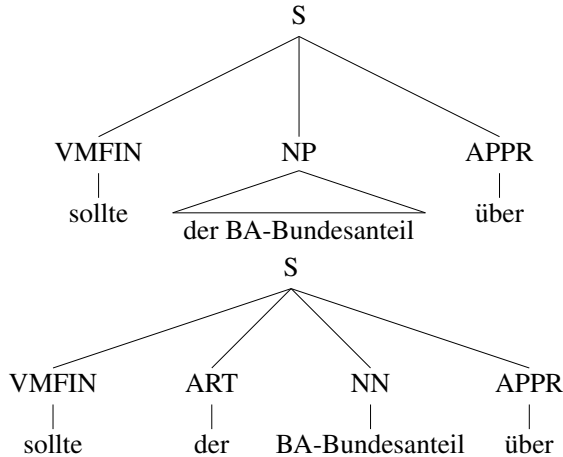 S
VMFIN NP APPR
sollte der BA-Bundesanteil über
S
VMFIN ART NN APPR
sollte der BA-Bundesanteil über